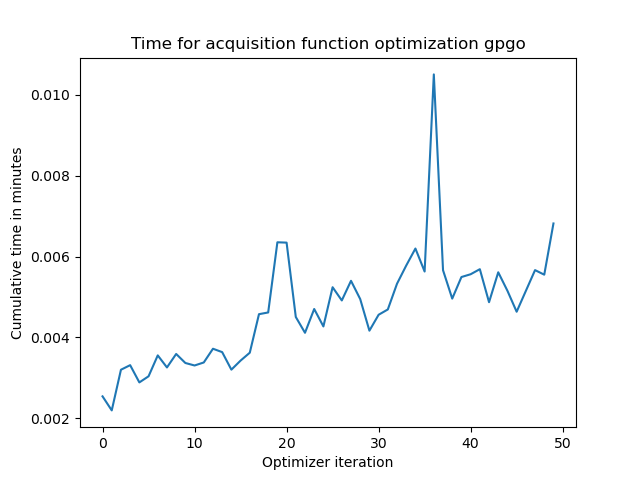 Time for acquisition function optimization gpgo
Cumulative time in minutes
0.010
0.008
0.006
0.004
0.002
0 10 20 30 40 50
Optimizer iteration